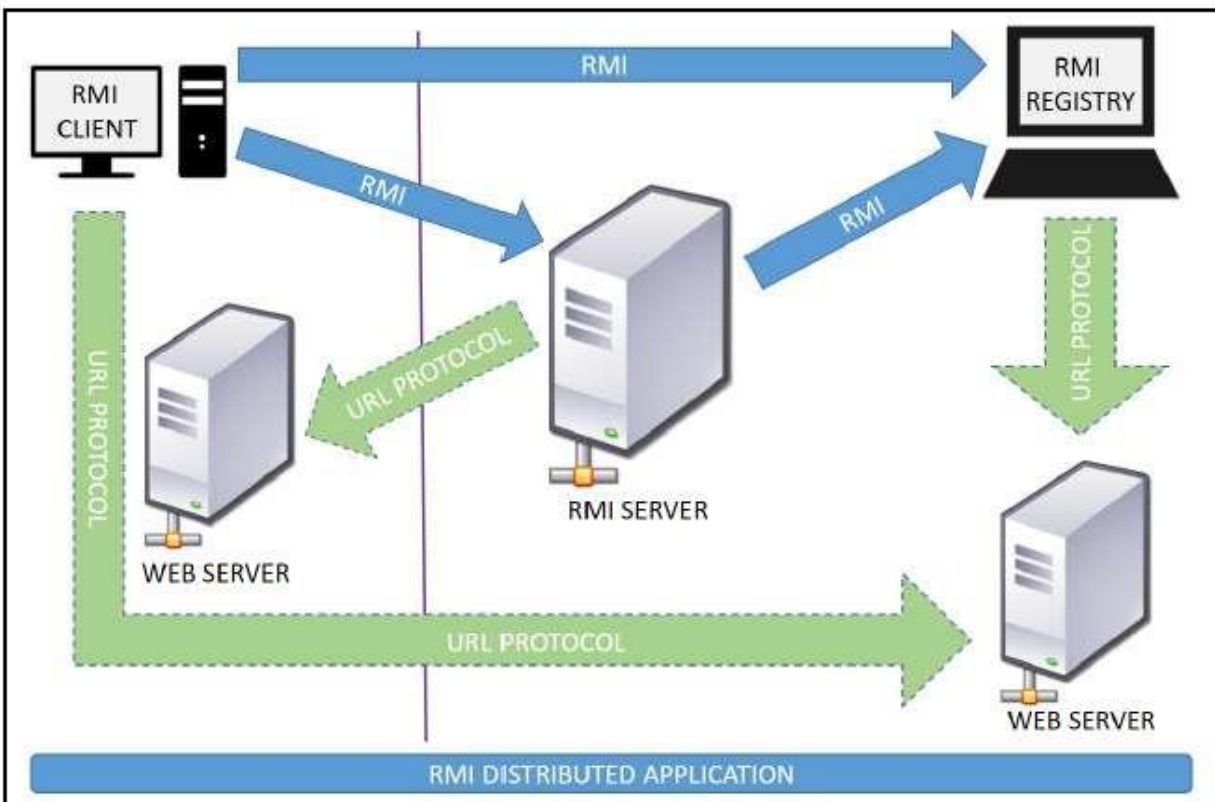 RMI
CLIENT
RMI
RMI
REGISTRY
RMI
RMI
URL PROTOCOL
URL PROTOCOL
URL PROTOCOL
RMI SERVER
WEB SERVER
URL PROTOCOL
WEB SERVER
RMI DISTRIBUTED APPLICATION